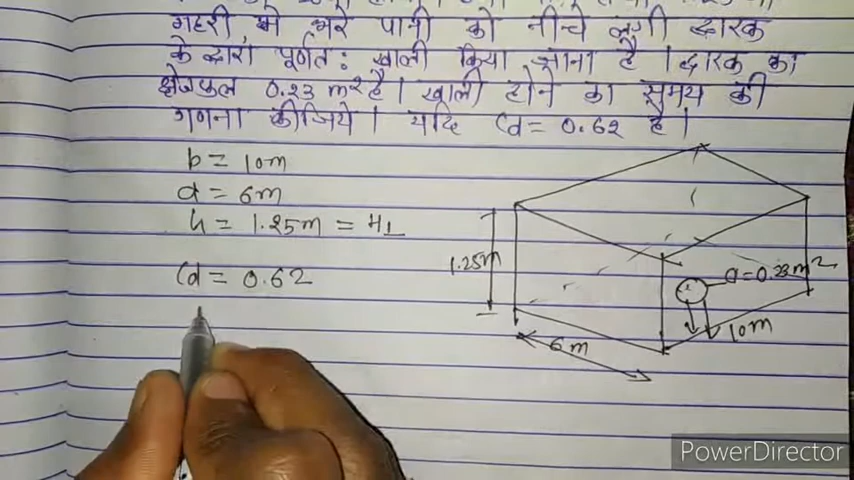 गहरी, में भरे पानी को नीचे लगी द्वारक
के द्वारा पूर्णत: खाली किया जाना है । द्वारक का
क्षेत्रफल 0.23 m² है । खाली होने का समय की
गणना कीजिये । यदि Cd = 0.62 है ।
b = 10m
d = 6m
h = 1.25m = H1
Cd = 0.62
1.25m
a = 0.23m²
6m
10m
PowerDirector